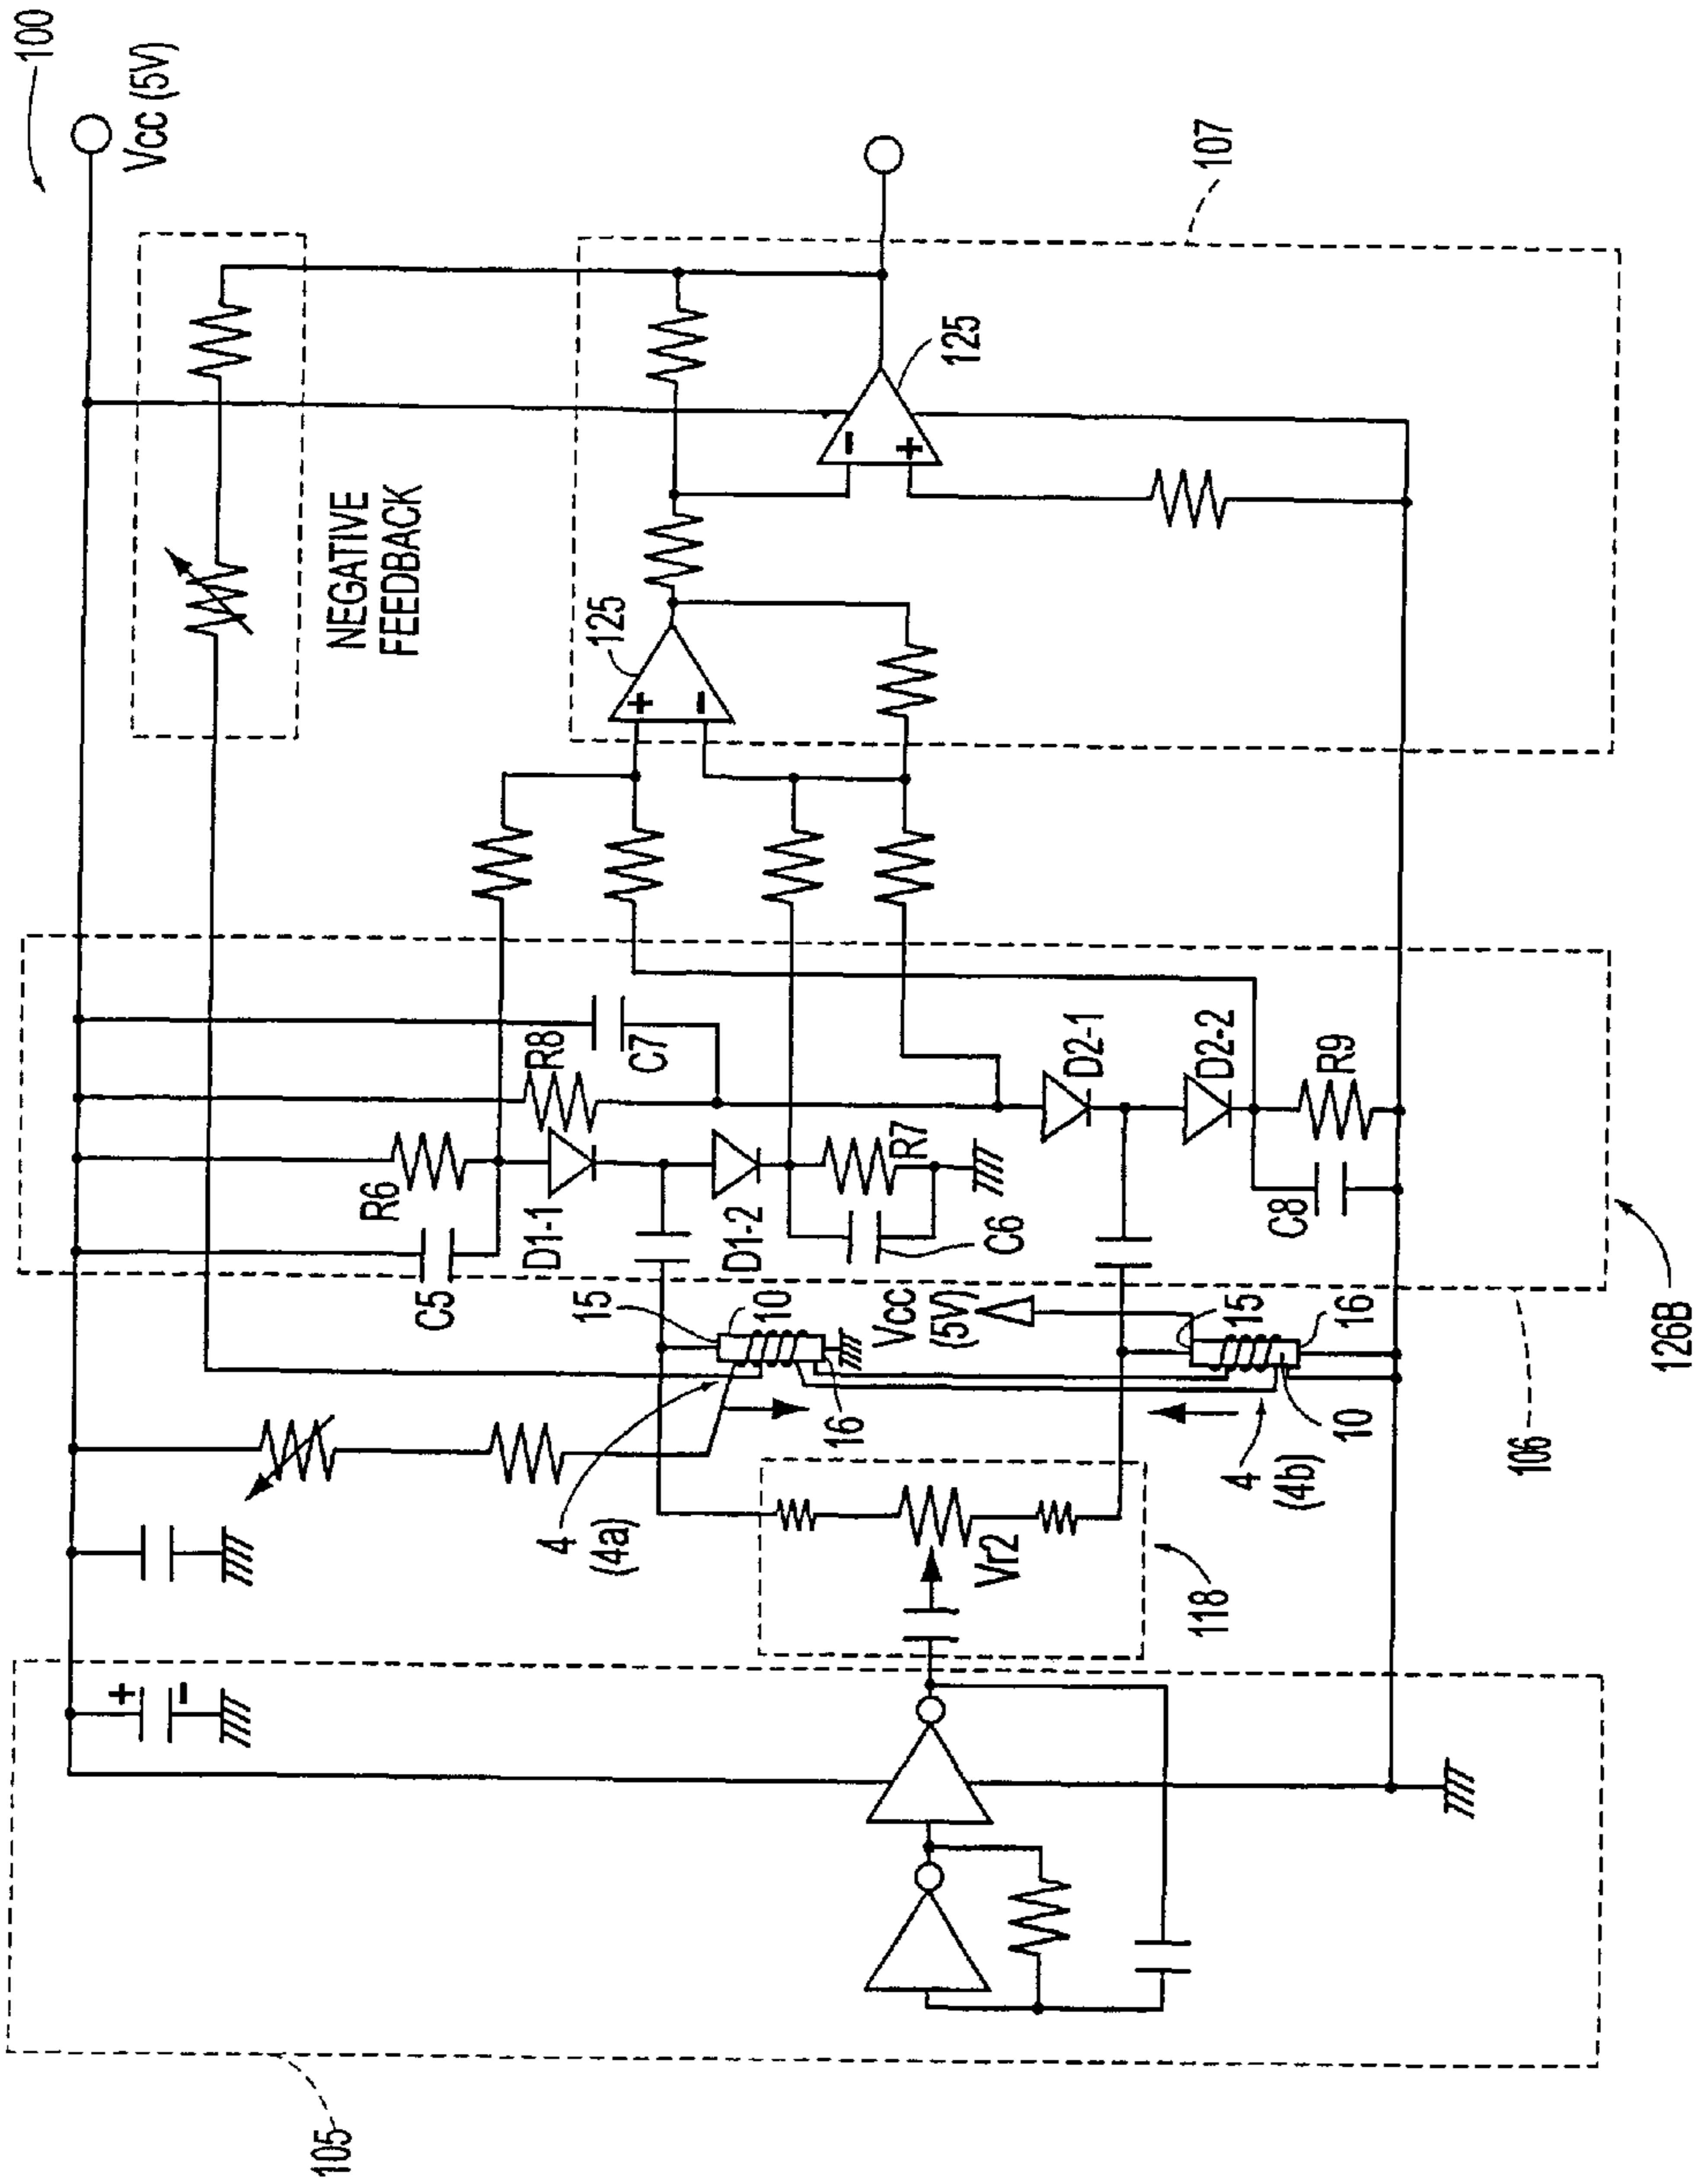 100
Vcc (5V)
NEGATIVE
FEEDBACK
107
125
125
+
-
-
+
R8
C7
R6
C5
D1-1
D1-2
R7
C6
D2-1
D2-2
R9
C8
126B
106
15
10
16
Vcc
(5V)
15
16
10
4
(4a)
4
(4b)
Vr2
118
+
-
105